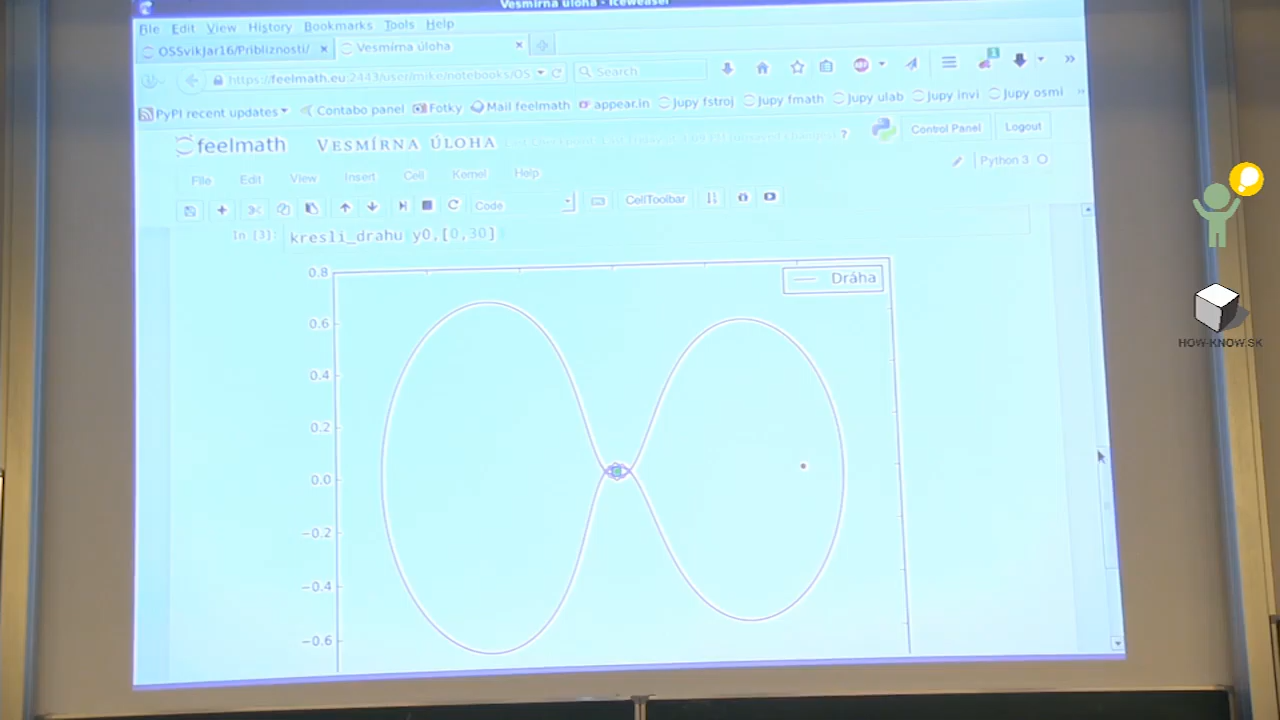 Vesmírna úloha - Iceweasel
File Edit View History Bookmarks Tools Help
OSSvikJar16/Pribliznosti/ × Vesmírna úloha ×
https://feelmath.eu:2443/user/mike/notebooks/OS Search
PyPI recent updates Contabo panel Fotky Mail feelmath appear.in Jupy fstroj Jupy fmath Jupy ulab Jupy invi Jupy osmi »
feelmath VESMÍRNA ÚLOHA ? Control Panel Logout
File Edit View Insert Cell Kernel Help Python 3
Code CellToolbar
In [3]: kresli_drahu y0,[0,30]
Dráha
0.8
0.6
0.4
0.2
0.0
−0.2
−0.4
−0.6
HOW-KNOW.SK